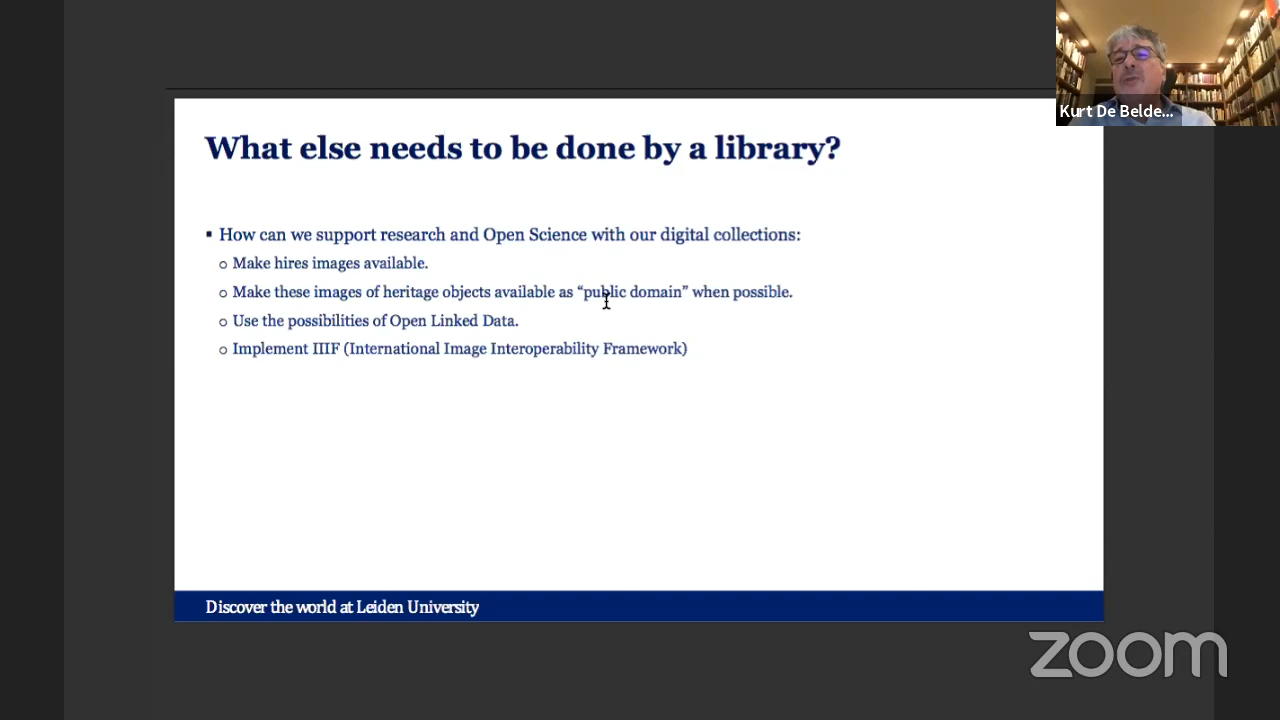 Kurt De Belde...
What else needs to be done by a library?
▪ How can we support research and Open Science with our digital collections:
o Make hires images available.
o Make these images of heritage objects available as “public domain” when possible.
o Use the possibilities of Open Linked Data.
o Implement IIIF (International Image Interoperability Framework)
Discover the world at Leiden University
zoom